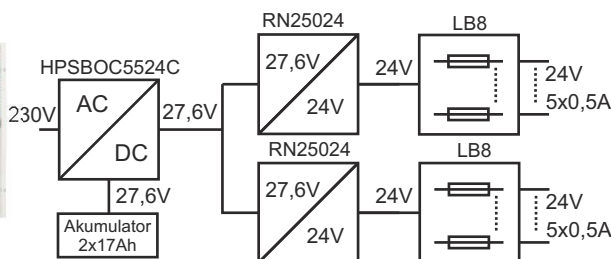 RN25024
27,6V
24V
24V
LB8
24V
5x0,5A
HPSBOC5524C
230V
AC
DC
27,6V
27,6V
Akumulator
2x17Ah
RN25024
27,6V
24V
24V
LB8
24V
5x0,5A